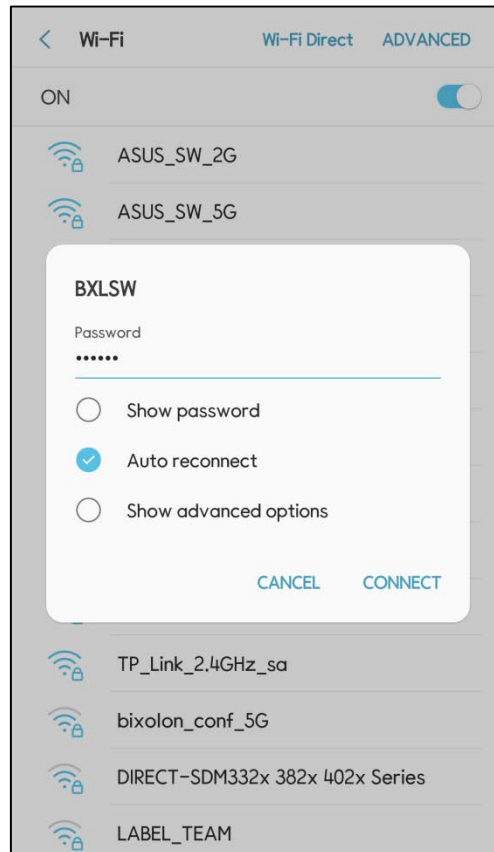 Wi-Fi Wi-Fi Direct ADVANCED
ON
ASUS_SW_2G
ASUS_SW_5G
BXLSW
Password
••••••
Show password
Auto reconnect
Show advanced options
CANCEL CONNECT
TP_Link_2.4GHz_sa
bixolon_conf_5G
DIRECT-SDM332x 382x 402x Series
LABEL_TEAM